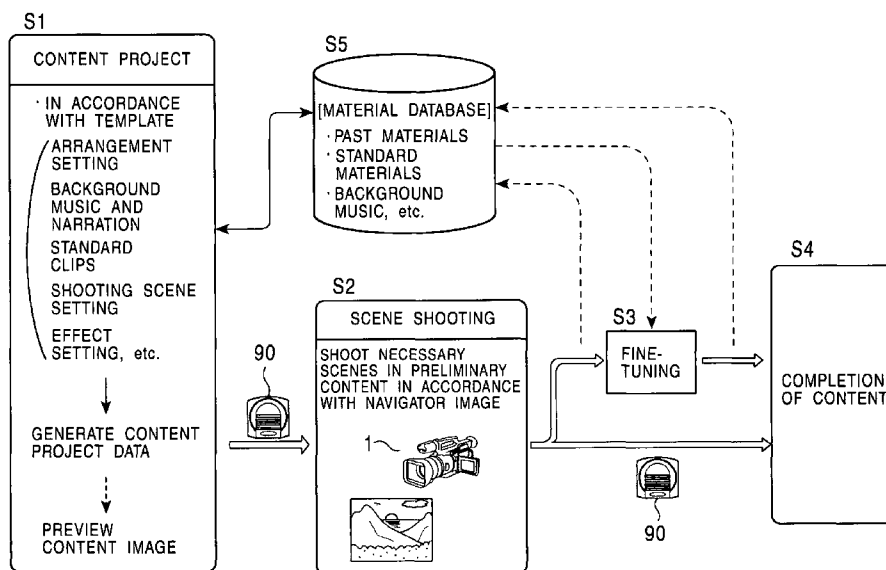 S1
CONTENT PROJECT
· IN ACCORDANCE
WITH TEMPLATE
ARRANGEMENT
SETTING
BACKGROUND
MUSIC AND
NARRATION
STANDARD
CLIPS
SHOOTING SCENE
SETTING
EFFECT
SETTING, etc.
GENERATE CONTENT
PROJECT DATA
PREVIEW
CONTENT IMAGE
S5
[MATERIAL DATABASE]
· PAST MATERIALS
· STANDARD
MATERIALS
· BACKGROUND
MUSIC, etc.
90
S2
SCENE SHOOTING
SHOOT NECESSARY
SCENES IN PRELIMINARY
CONTENT IN ACCORDANCE
WITH NAVIGATOR IMAGE
1
S3
FINE-
TUNING
90
S4
COMPLETION
OF CONTENT